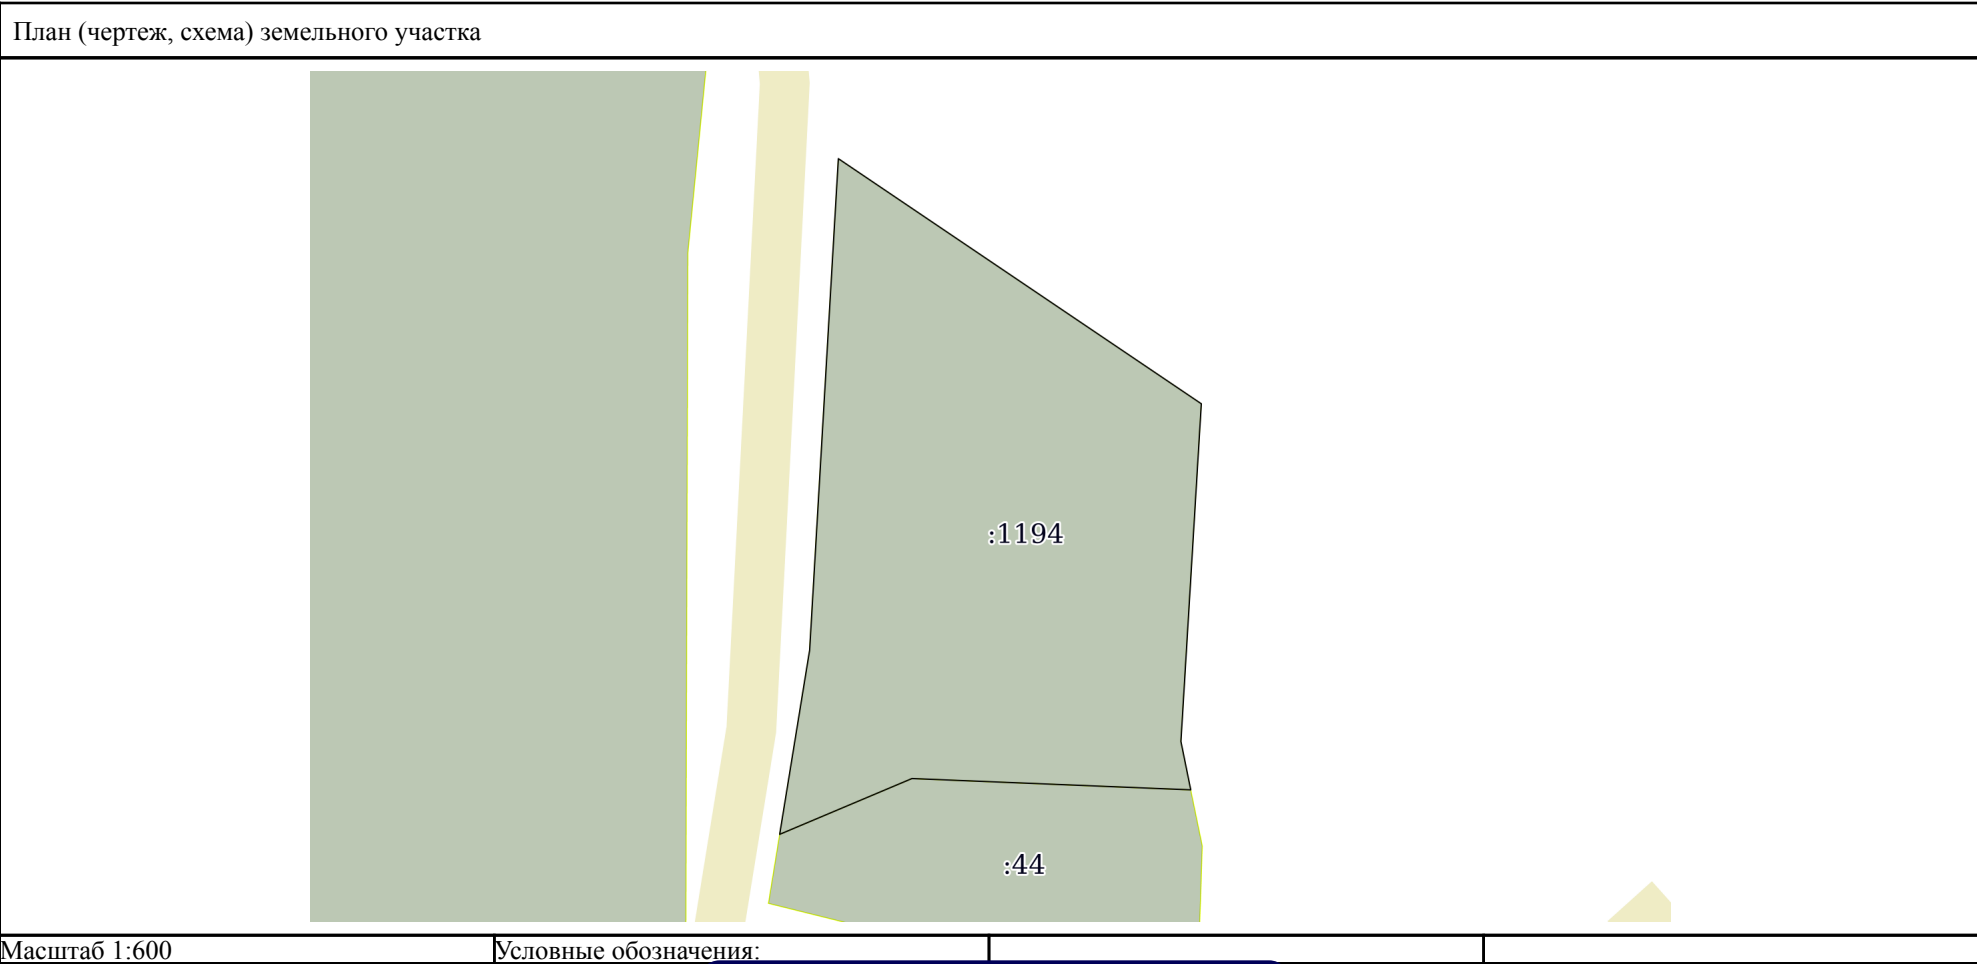 План (чертеж, схема) земельного участка
:1194
:44
Масштаб 1:600
Условные обозначения: